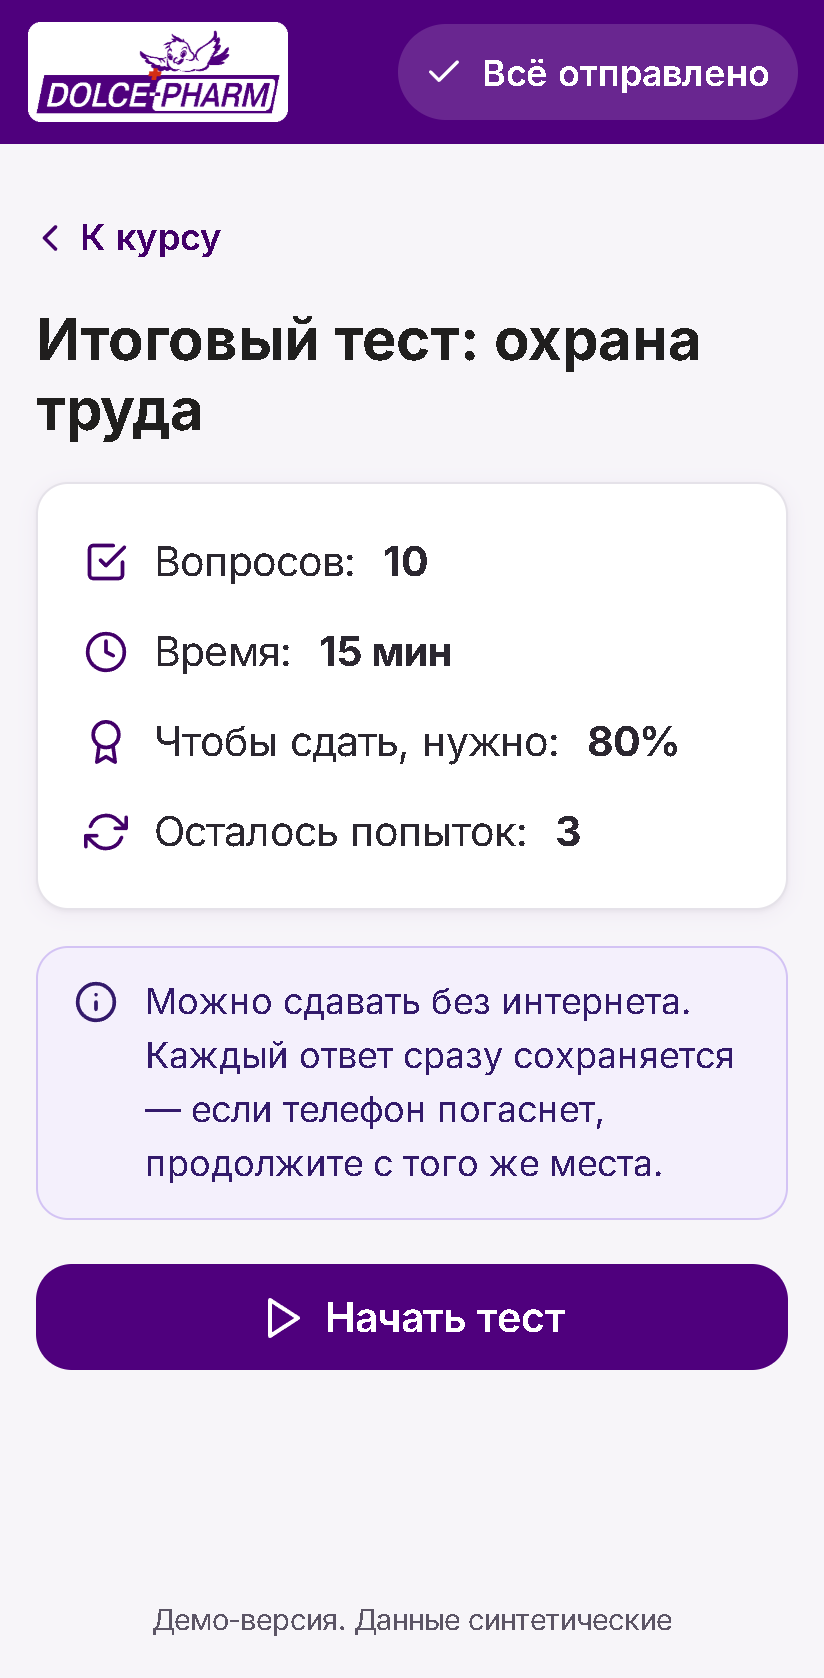 DOLCE-PHARM
Всё отправлено
К курсу
Итоговый тест: охрана
труда
Вопросов: 10
Время: 15 мин
Чтобы сдать, нужно: 80%
Осталось попыток: 3
Можно сдавать без интернета.
Каждый ответ сразу сохраняется
— если телефон погаснет,
продолжите с того же места.
Начать тест
Демо-версия. Данные синтетические